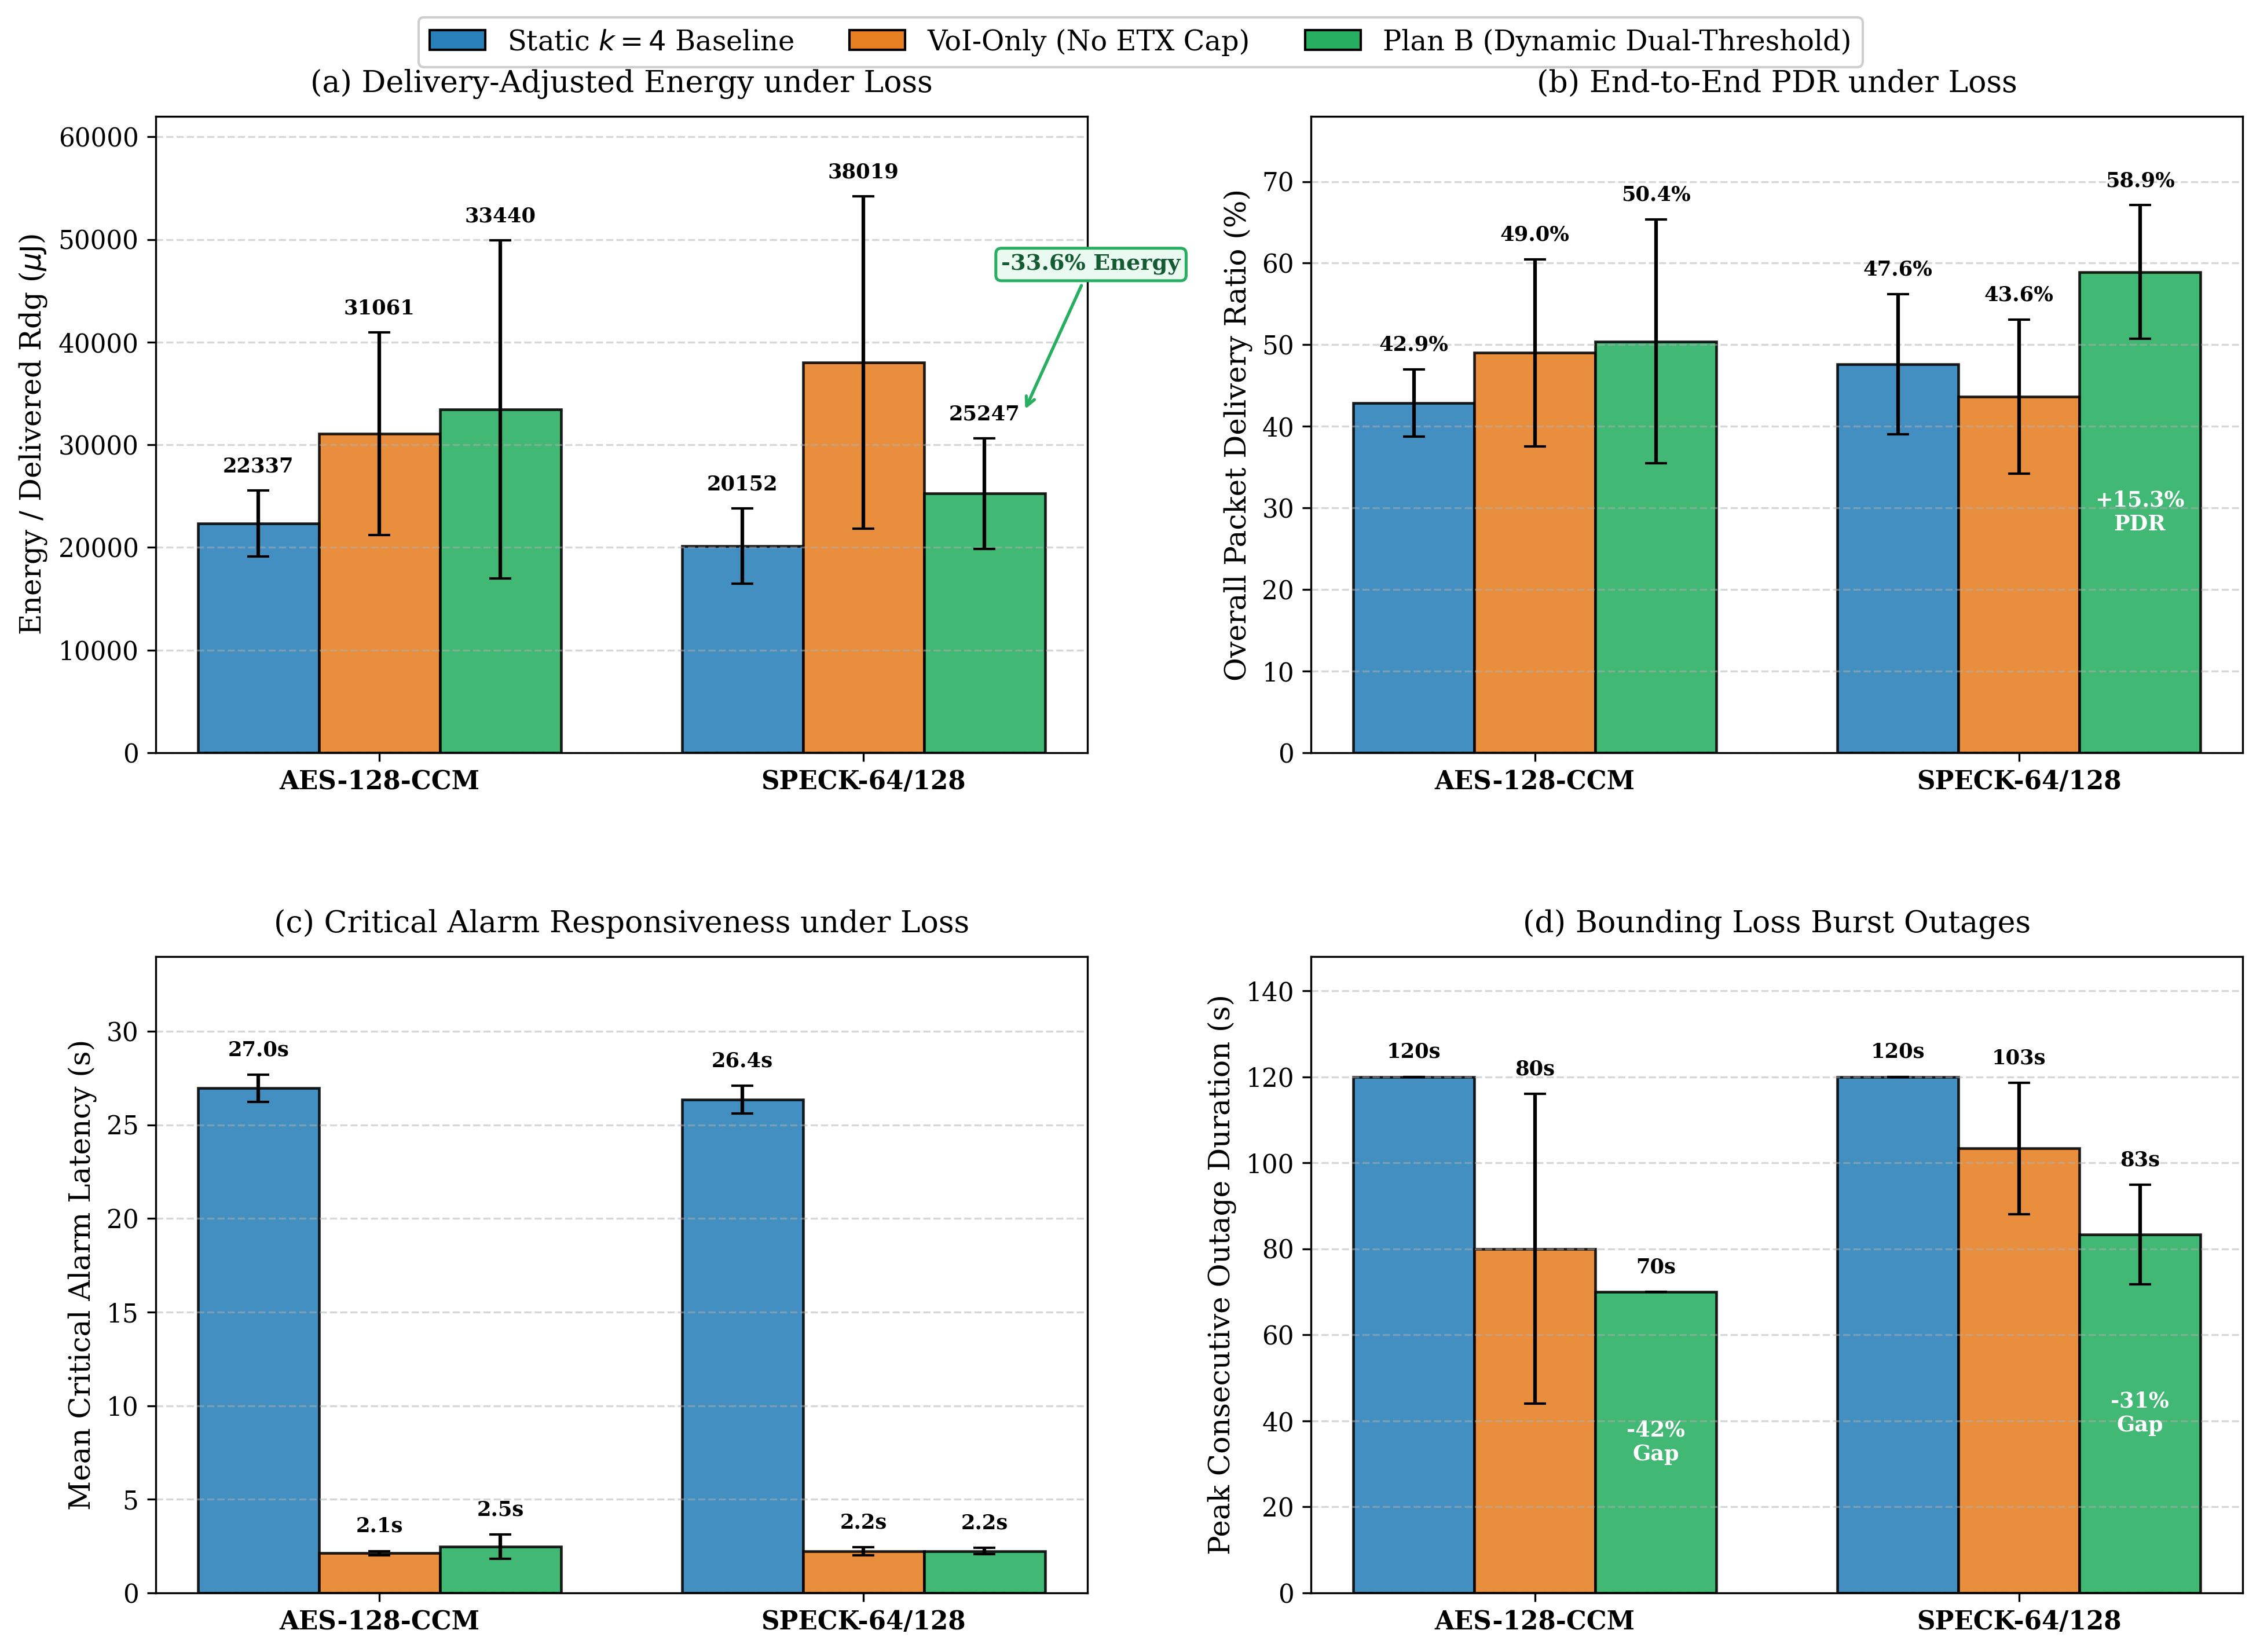 Static k = 4 Baseline
VoI-Only (No ETX Cap)
Plan B (Dynamic Dual-Threshold)
(a) Delivery-Adjusted Energy under Loss
Energy / Delivered Rdg (μJ)
60000
50000
40000
30000
20000
10000
0
22337
31061
33440
20152
38019
25247
-33.6% Energy
AES-128-CCM
SPECK-64/128
(b) End-to-End PDR under Loss
Overall Packet Delivery Ratio (%)
70
60
50
40
30
20
10
0
42.9%
49.0%
50.4%
47.6%
43.6%
58.9%
+15.3%
PDR
AES-128-CCM
SPECK-64/128
(c) Critical Alarm Responsiveness under Loss
Mean Critical Alarm Latency (s)
30
25
20
15
10
5
0
27.0s
2.1s
2.5s
26.4s
2.2s
2.2s
AES-128-CCM
SPECK-64/128
(d) Bounding Loss Burst Outages
Peak Consecutive Outage Duration (s)
140
120
100
80
60
40
20
0
120s
80s
70s
120s
103s
83s
-42%
Gap
-31%
Gap
AES-128-CCM
SPECK-64/128